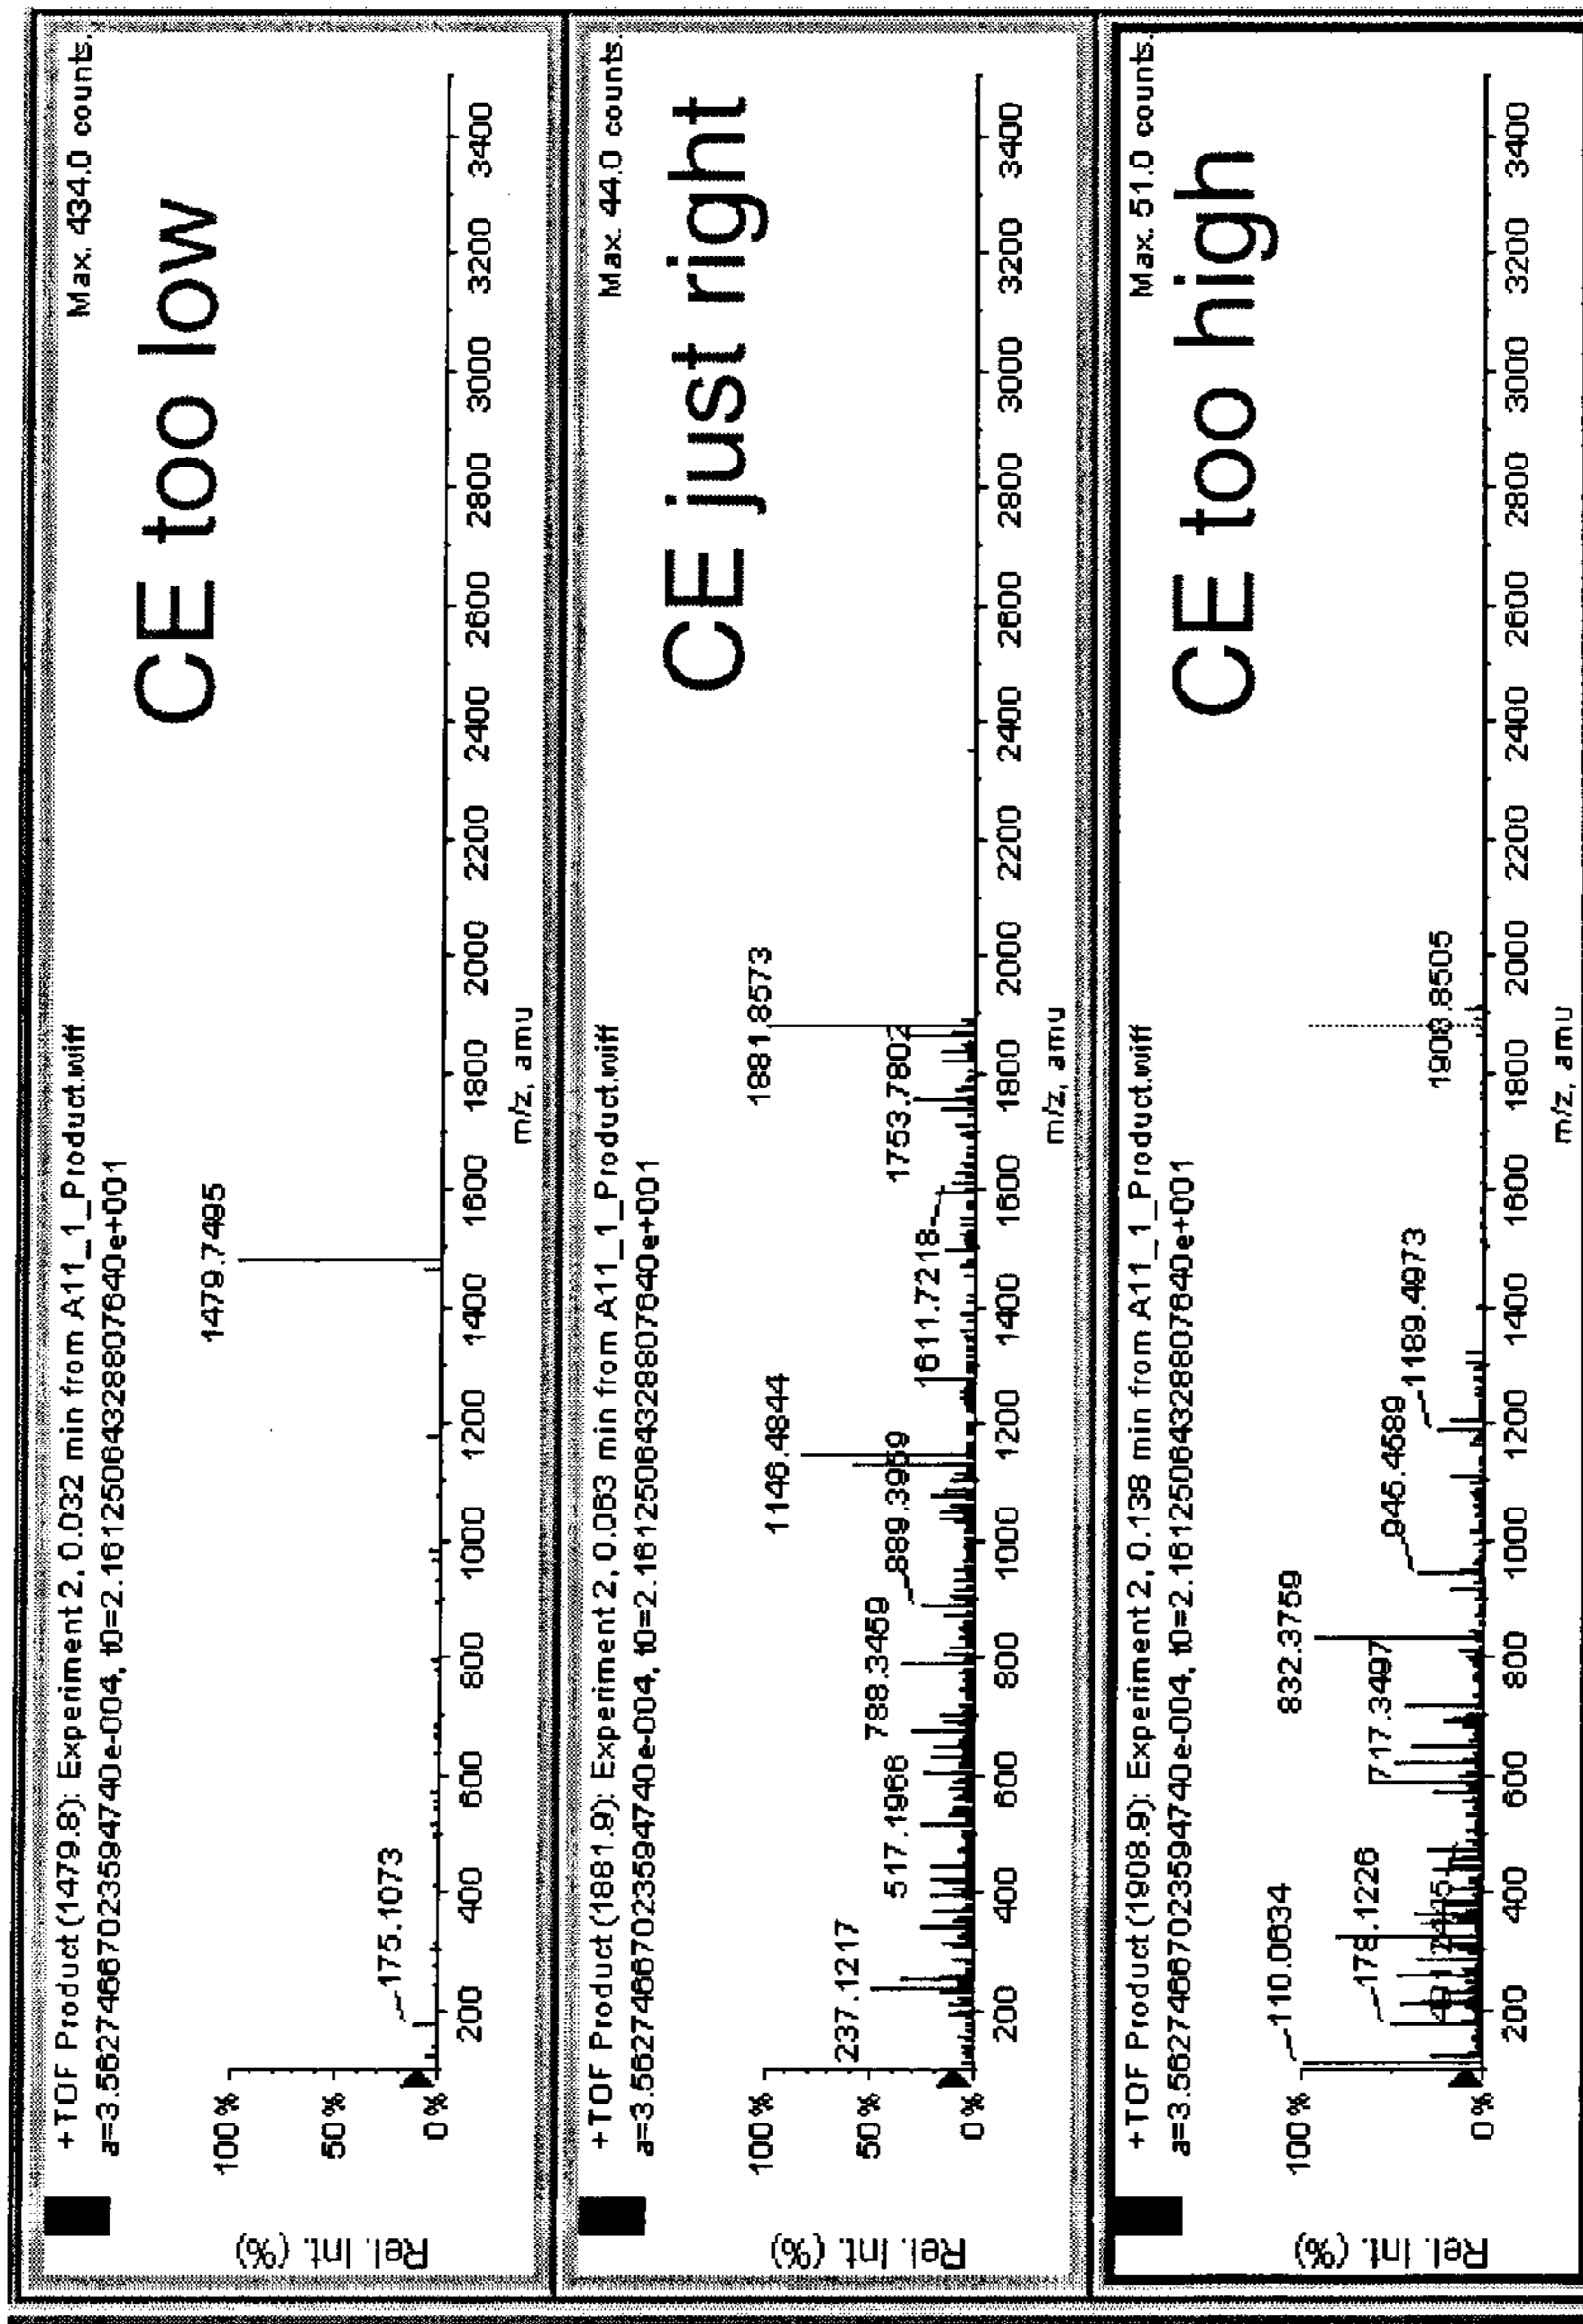 +TOF Product (1479.8): Experiment 2, 0.032 min from A11_1_Product.wiff
Max. 434.0 counts.
a=3.56274667023594740e-004, t0=2.16125064328807640e+001
CE too low
1479.7495
175.1073
100%
50%
0%
Rel. Int. (%)
200 400 600 800 1000 1200 1400 1600 1800 2000 2200 2400 2600 2800 3000 3200 3400
m/z, amu
+TOF Product (1881.9): Experiment 2, 0.063 min from A11_1_Product.wiff
Max. 44.0 counts.
a=3.56274667023594740e-004, t0=2.16125064328807640e+001
CE just right
1881.8573
1146.4844
237.1217
517.1966
788.3459
889.3959
1611.7218
1753.7802
100%
50%
0%
Rel. Int. (%)
200 400 600 800 1000 1200 1400 1600 1800 2000 2200 2400 2600 2800 3000 3200 3400
m/z, amu
+TOF Product (1908.9): Experiment 2, 0.138 min from A11_1_Product.wiff
Max. 51.0 counts.
a=3.56274667023594740e-004, t0=2.16125064328807640e+001
CE too high
110.0634
832.3759
178.1226
717.3497
945.4589
1189.4973
1908.8505
100%
0%
Rel. Int. (%)
200 400 600 800 1000 1200 1400 1600 1800 2000 2200 2400 2600 2800 3000 3200 3400
m/z, amu